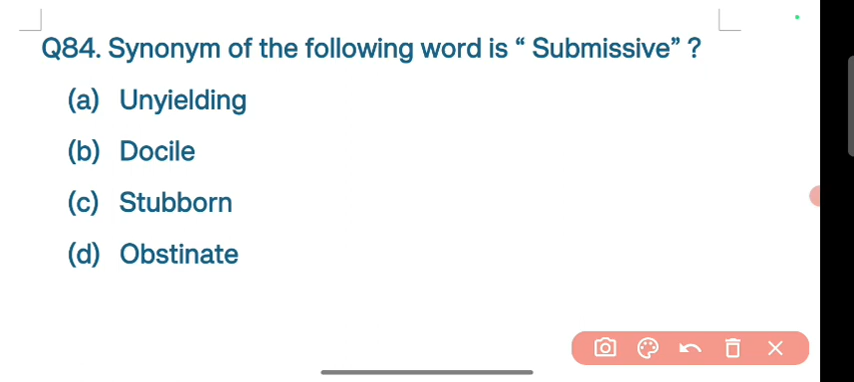 Q84. Synonym of the following word is “ Submissive” ?
(a) Unyielding
(b) Docile
(c) Stubborn
(d) Obstinate